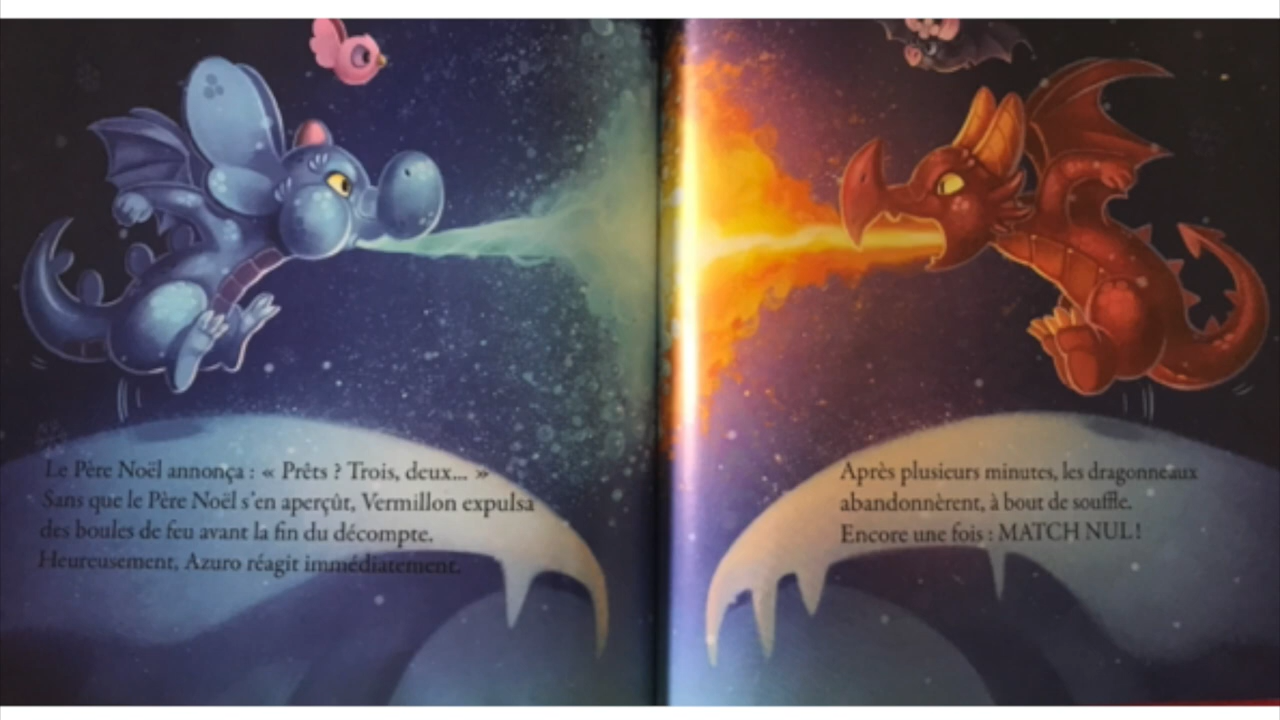 Le Père Noël annonça : « Prêts ? Trois, deux... »
Sans que le Père Noël s'en aperçût, Vermillon expulsa
des boules de feu avant la fin du décompte.
Heureusement, Azuro réagit immédiatement.
Après plusieurs minutes, les dragonneaux
abandonnèrent, à bout de souffle.
Encore une fois : MATCH NUL !